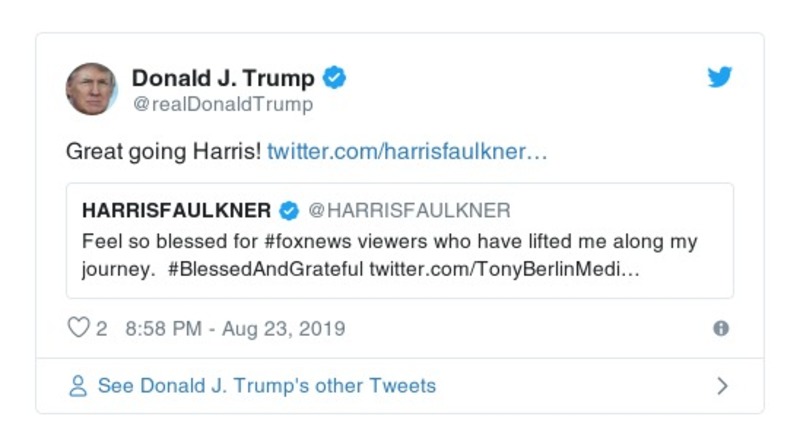 Donald J. Trump
@realDonaldTrump
Great going Harris! twitter.com/harrisfaulkner…
HARRISFAULKNER @HARRISFAULKNER
Feel so blessed for #foxnews viewers who have lifted me along my
journey.  #BlessedAndGrateful twitter.com/TonyBerlinMedi…
2 8:58 PM - Aug 23, 2019
See Donald J. Trump's other Tweets